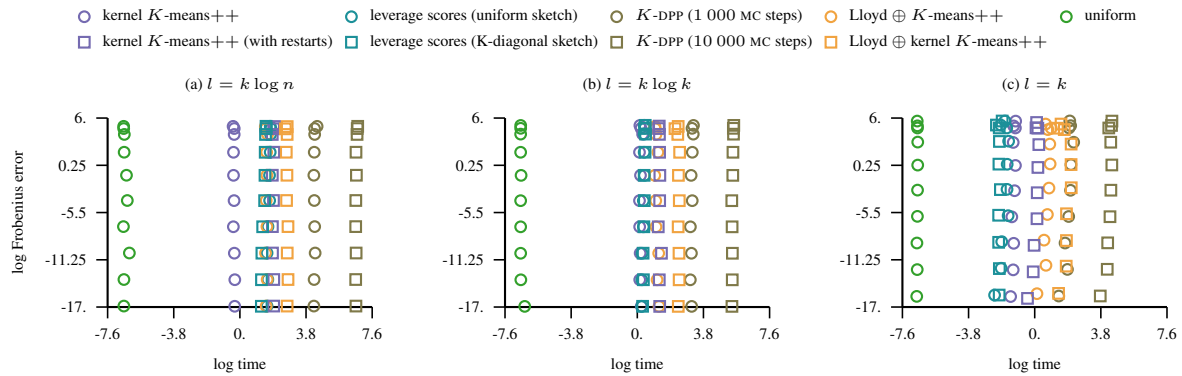 kernel K-means++ leverage scores (uniform sketch) K-DPP (1 000 MC steps) Lloyd ⊕ K-means++ uniform
kernel K-means++ (with restarts) leverage scores (K-diagonal sketch) K-DPP (10 000 MC steps) Lloyd ⊕ kernel K-means++
(a) l = k log n
(b) l = k log k
(c) l = k
log Frobenius error
6.
0.25
-5.5
-11.25
-17.
-7.6 -3.8 0. 3.8 7.6
log time
6.
0.25
-5.5
-11.25
-17.
-7.6 -3.8 0. 3.8 7.6
log time
6.
0.25
-5.5
-11.25
-17.
-7.6 -3.8 0. 3.8 7.6
log time